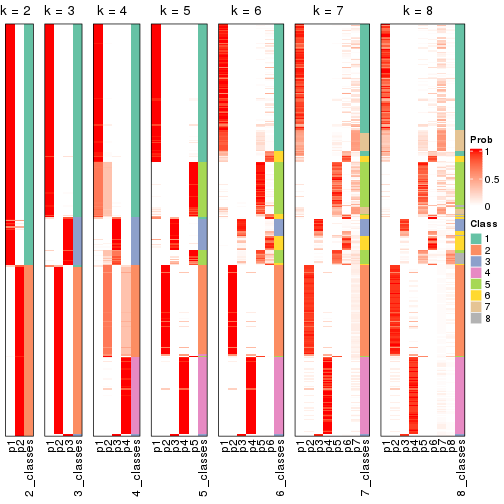 k = 2 k = 3 k = 4 k = 5 k = 6 k = 7 k = 8
Prob
1
0.5
0
Class
1
2
3
4
5
6
7
8
p1 p2 2_classes
p1 p2 p3 3_classes
p1 p2 p3 p4 4_classes
p1 p2 p3 p4 p5 5_classes
p1 p2 p3 p4 p5 p6 6_classes
p1 p2 p3 p4 p5 p6 p7 7_classes
p1 p2 p3 p4 p5 p6 p7 p8 8_classes